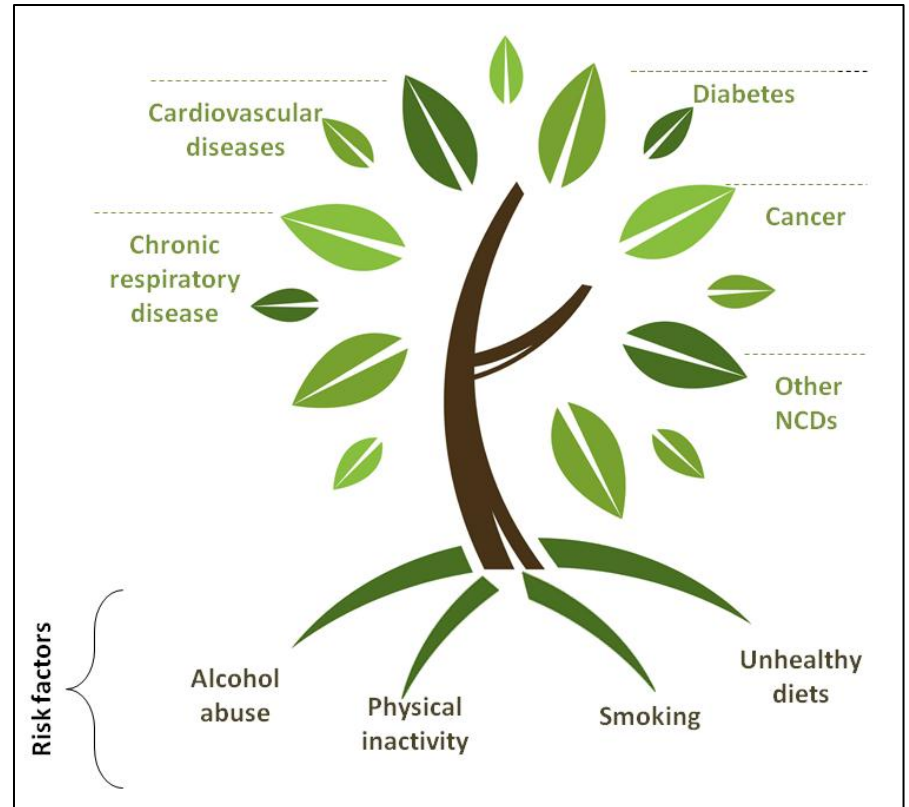 Cardiovascular
diseases
Diabetes
Chronic
respiratory
disease
Cancer
Other
NCDs
Risk factors
Alcohol
abuse
Physical
inactivity
Smoking
Unhealthy
diets